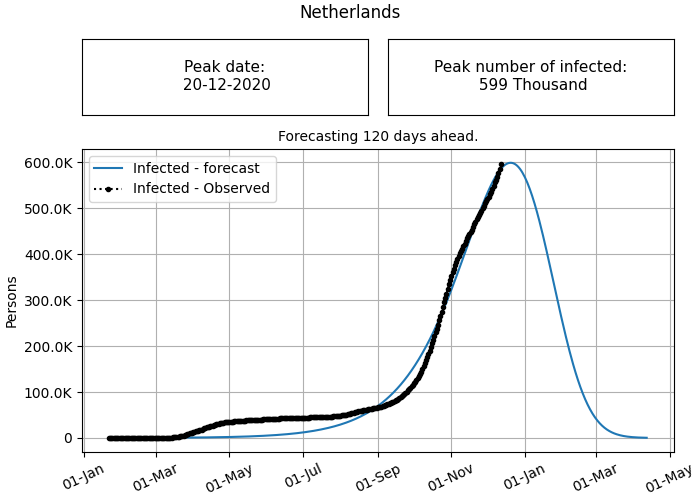 Netherlands
Peak date:
20-12-2020
Peak number of infected:
599 Thousand
Forecasting 120 days ahead.
Infected - forecast
Infected - Observed
Persons
600.0K
500.0K
400.0K
300.0K
200.0K
100.0K
0
01-Jan
01-Mar
01-May
01-Jul
01-Sep
01-Nov
01-Jan
01-Mar
01-May